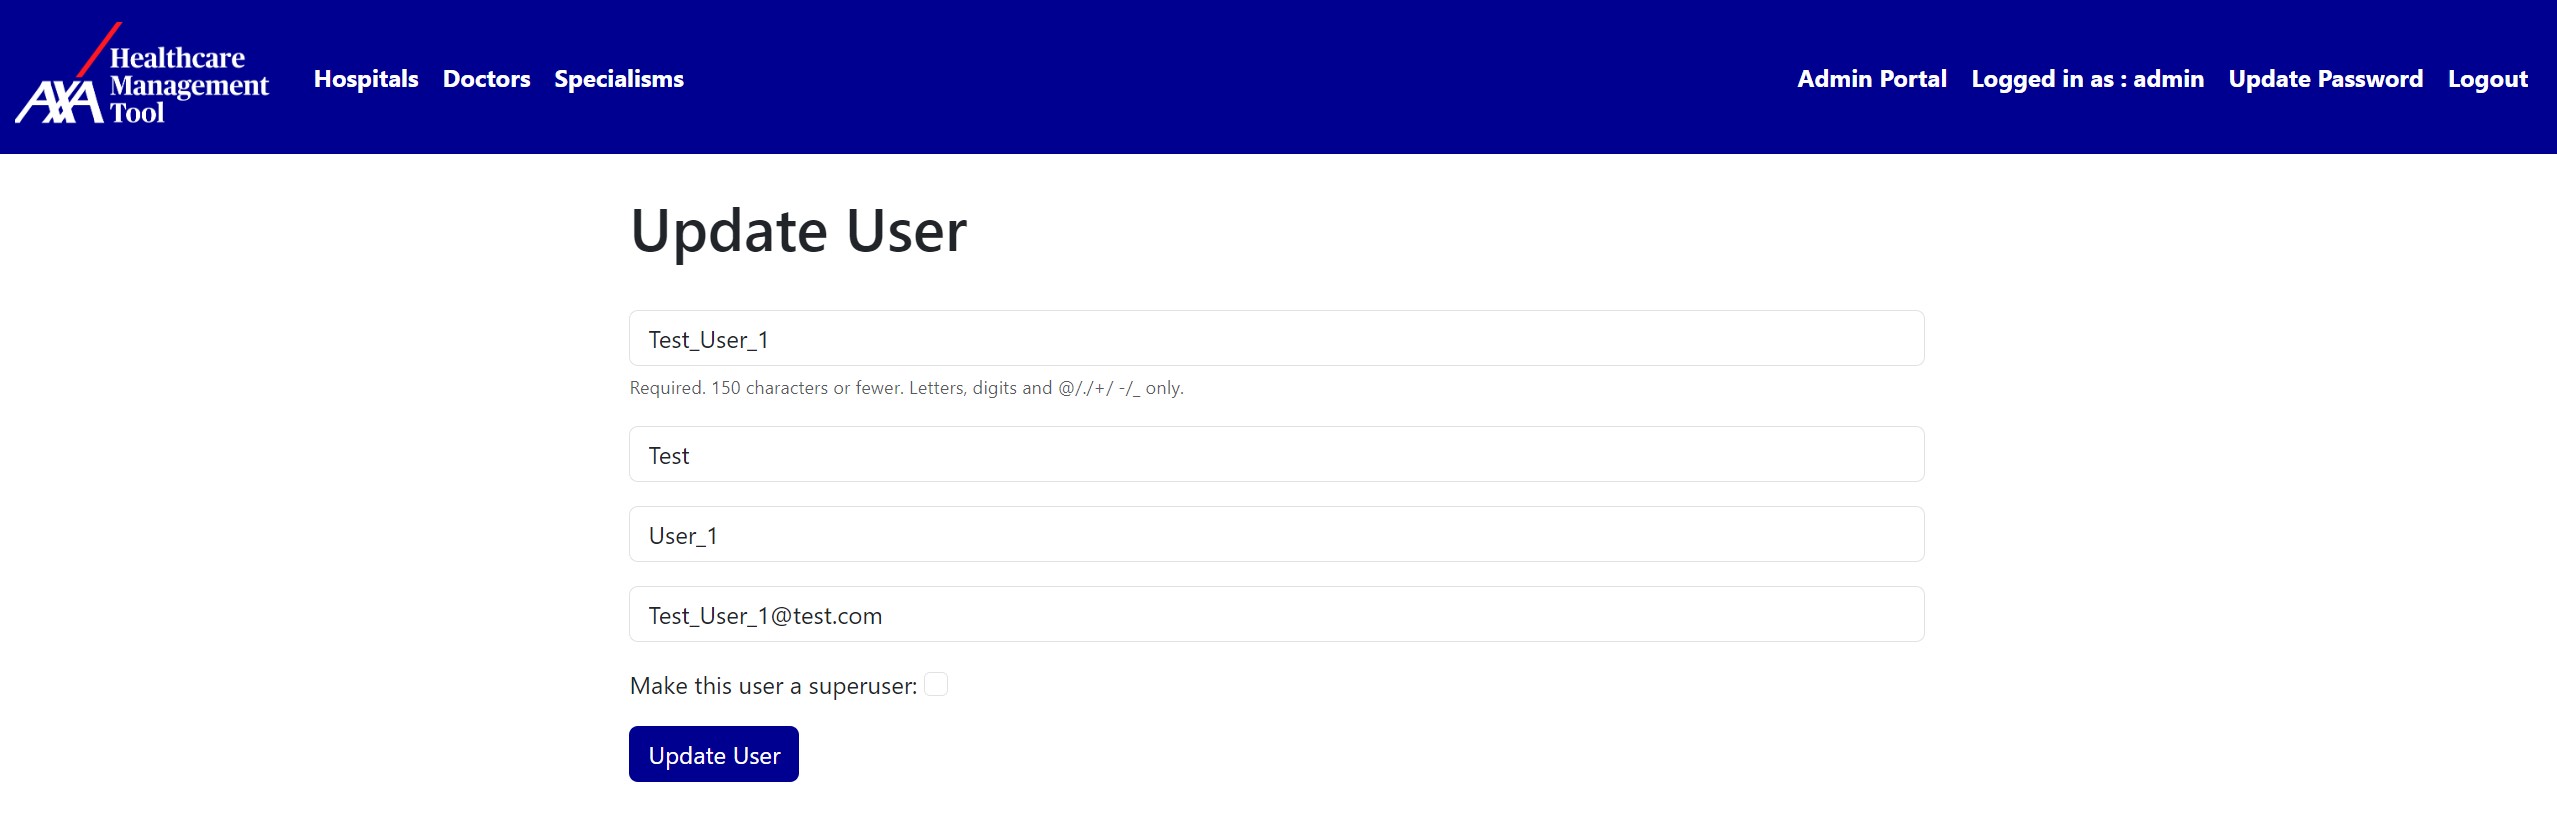 Healthcare
Management
Tool
AXA
Hospitals Doctors Specialisms
Admin Portal Logged in as : admin Update Password Logout
Update User
Test_User_1
Required. 150 characters or fewer. Letters, digits and @/./+/ -/_ only.
Test
User_1
Test_User_1@test.com
Make this user a superuser:
Update User